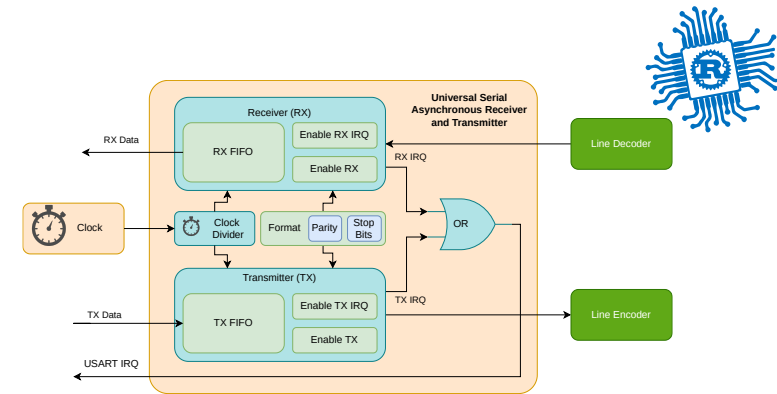 Universal Serial
Asynchronous Receiver
and Transmitter
R
Receiver (RX)
RX FIFO
Enable RX IRQ
Enable RX
RX Data
RX IRQ
Line Decoder
Clock
Clock
Divider
Format
Parity
Stop
Bits
OR
Transmitter (TX)
TX FIFO
Enable TX IRQ
Enable TX
TX Data
TX IRQ
Line Encoder
USART IRQ